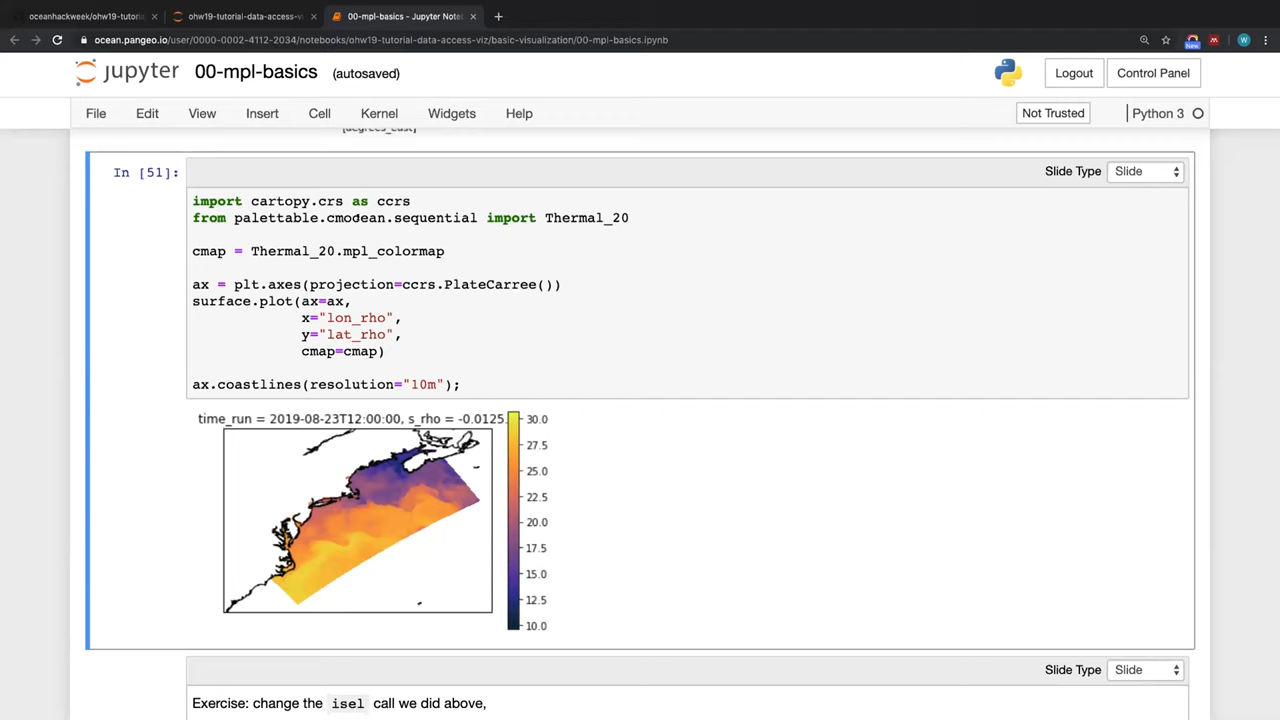 oceanhackweek/ohw19-tutoria
ohw19-tutorial-data-access-vi
00-mpl-basics - Jupyter Note
ocean.pangeo.io/user/0000-0002-4112-2034/notebooks/ohw19-tutorial-data-access-viz/basic-visualization/00-mpl-basics.ipynb
New
W
jupyter 00-mpl-basics (autosaved)
Logout
Control Panel
File Edit View Insert Cell Kernel Widgets Help
Not Trusted
Python 3
[degrees_east]
In [51]:
Slide Type Slide
import cartopy.crs as ccrs
from palettable.cmocean.sequential import Thermal_20
cmap = Thermal_20.mpl_colormap
ax = plt.axes(projection=ccrs.PlateCarree())
surface.plot(ax=ax,
x="lon_rho",
y="lat_rho",
cmap=cmap)
ax.coastlines(resolution="10m");
time_run = 2019-08-23T12:00:00, s_rho = -0.0125.
30.0
27.5
25.0
22.5
20.0
17.5
15.0
12.5
10.0
Slide Type Slide
Exercise: change the isel call we did above,